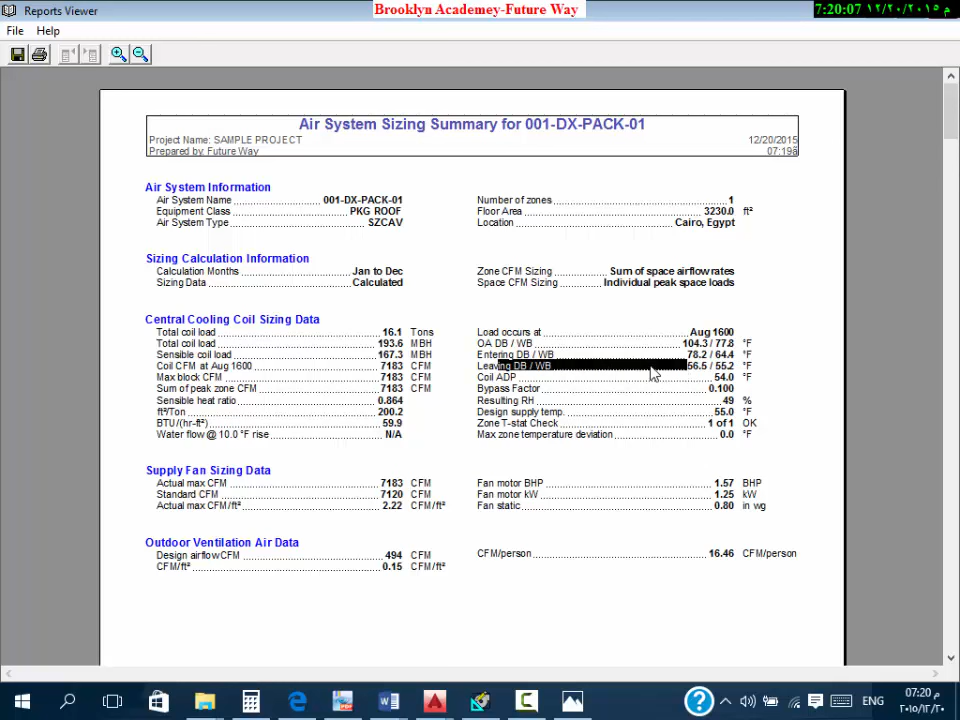 Reports Viewer
Brooklyn Academey-Future Way
7:20:07 ١٢/٢٠/٢٠١٥ م
File Help
Air System Sizing Summary for 001-DX-PACK-01
Project Name: SAMPLE PROJECT 12/20/2015
Prepared by: Future Way 07:19ã
Air System Information
Air System Name 001-DX-PACK-01 Number of zones 1
Equipment Class PKG ROOF Floor Area 3230.0 ft²
Air System Type SZCAV Location Cairo, Egypt
Sizing Calculation Information
Calculation Months Jan to Dec Zone CFM Sizing Sum of space airflow rates
Sizing Data Calculated Space CFM Sizing Individual peak space loads
Central Cooling Coil Sizing Data
Total coil load 16.1 Tons Load occurs at Aug 1600
Total coil load 193.6 MBH OA DB / WB 104.3 / 77.8 °F
Sensible coil load 167.3 MBH Entering DB / WB 78.2 / 64.4 °F
Coil CFM at Aug 1600 7183 CFM Leaving DB / WB 56.5 / 55.2 °F
Max block CFM 7183 CFM Coil ADP 54.0 °F
Sum of peak zone CFM 7183 CFM Bypass Factor 0.100
Sensible heat ratio 0.864 Resulting RH 49 %
ft²/Ton 200.2 Design supply temp. 55.0 °F
BTU/(hr-ft²) 59.9 Zone T-stat Check 1 of 1 OK
Water flow @ 10.0 °F rise N/A Max zone temperature deviation 0.0 °F
Supply Fan Sizing Data
Actual max CFM 7183 CFM Fan motor BHP 1.57 BHP
Standard CFM 7120 CFM Fan motor kW 1.25 kW
Actual max CFM/ft² 2.22 CFM/ft² Fan static 0.80 in wg
Outdoor Ventilation Air Data
Design airflow CFM 494 CFM CFM/person 16.46 CFM/person
CFM/ft² 0.15 CFM/ft²
ENG
07:20 م
٢٠١٥/١٢/٢٠